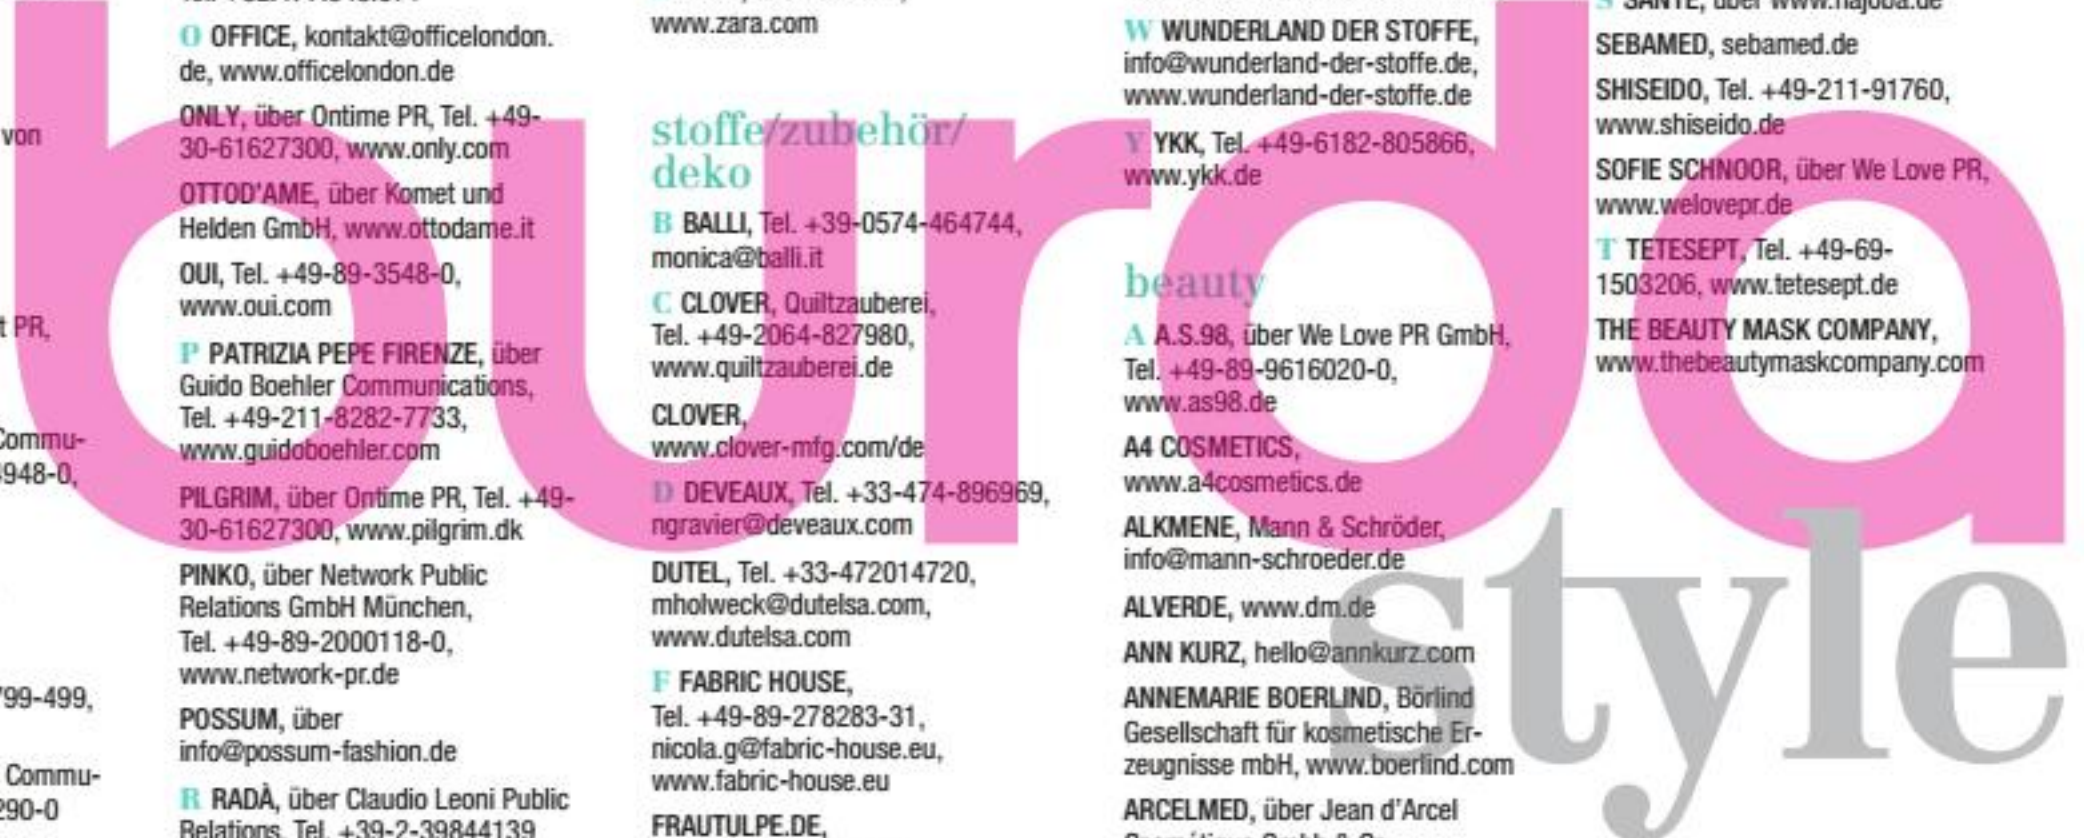 von
t PR,
Commu-
948-0,
799-499,
Commu-
290-0
O OFFICE, kontakt@officelondon.
de, www.officelondon.de
ONLY, über Ontime PR, Tel. +49-
30-61627300, www.only.com
OTTOD'AME, über Komet und
Helden GmbH, www.ottodame.it
OUI, Tel. +49-89-3548-0,
www.oui.com
P PATRIZIA PEPE FIRENZE, über
Guido Boehler Communications,
Tel. +49-211-8282-7733,
www.guidoboehler.com
PILGRIM, über Ontime PR, Tel. +49-
30-61627300, www.pilgrim.dk
PINKO, über Network Public
Relations GmbH München,
Tel. +49-89-2000118-0,
www.network-pr.de
POSSUM, über
info@possum-fashion.de
R RADÀ, über Claudio Leoni Public
Relations, Tel. +39-2-39844139
www.zara.com
stoffe/zubehör/
deko
B BALLI, Tel. +39-0574-464744,
monica@balli.it
C CLOVER, Quiltzauberei,
Tel. +49-2064-827980,
www.quiltzauberei.de
CLOVER,
www.clover-mfg.com/de
D DEVEAUX, Tel. +33-474-896969,
ngravier@deveaux.com
DUTEL, Tel. +33-472014720,
mholweck@dutelsa.com,
www.dutelsa.com
F FABRIC HOUSE,
Tel. +49-89-278283-31,
nicola.g@fabric-house.eu,
www.fabric-house.eu
FRAUTULPE.DE,
W WUNDERLAND DER STOFFE,
info@wunderland-der-stoffe.de,
www.wunderland-der-stoffe.de
Y YKK, Tel. +49-6182-805866,
www.ykk.de
beauty
A A.S.98, über We Love PR GmbH,
Tel. +49-89-9616020-0,
www.as98.de
A4 COSMETICS,
www.a4cosmetics.de
ALKMENE, Mann & Schröder,
info@mann-schroeder.de
ALVERDE, www.dm.de
ANN KURZ, hello@annkurz.com
ANNEMARIE BOERLIND, Börlind
Gesellschaft für kosmetische Er-
zeugnisse mbH, www.boerlind.com
ARCELMED, über Jean d'Arcel
S SANTE, über www.najoba.de
SEBAMED, sebamed.de
SHISEIDO, Tel. +49-211-91760,
www.shiseido.de
SOFIE SCHNOOR, über We Love PR,
www.welovepr.de
T TETESEPT, Tel. +49-69-
1503206, www.tetesept.de
THE BEAUTY MASK COMPANY,
www.thebeautymaskcompany.com
burda
style